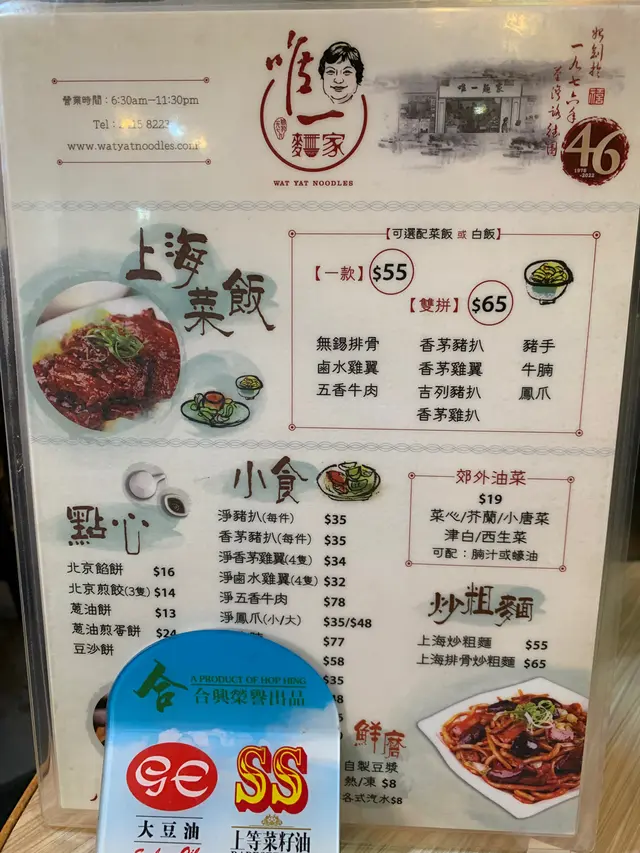 營業時間：6:30am—11:30pm
www.watyatnoodles.com
唯一
麵家
WAT YAT NOODLES
唯一麵家
始創於
一九七六年
46
1976
-2022
上海
菜飯
【可選配菜飯 或 白飯】
【一款】$55
【雙拼】$65
無錫排骨 香茅豬扒 豬手
鹵水雞翼 香茅雞翼 牛腩
五香牛肉 吉列豬扒 鳳爪
香茅雞扒
點心
北京餡餅 $16
北京煎餃(3隻) $14
蔥油餅 $13
蔥油煎蛋餅 $24
豆沙餅
小食
淨豬扒(每件) $35
香茅豬扒(每件) $35
淨香茅雞翼(4隻) $34
淨鹵水雞翼(4隻) $32
淨五香牛肉 $78
淨鳳爪(小/大) $35/$48
$77
$58
$35
郊外油菜
$19
菜心/芥蘭/小唐菜
津白/西生菜
可配：腩汁或蠔油
炒粗麵
上海炒粗麵 $55
上海排骨炒粗麵 $65
鮮磨
自製豆漿
熱/凍 $8
各式汽水$8
合
A PRODUCT OF HOP HING
合興榮譽出品
GE
大豆油
SS
上等菜籽油